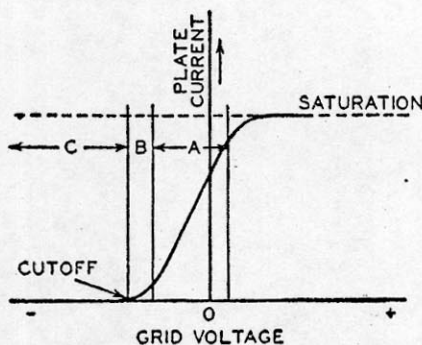 PLATE
CURRENT
SATURATION
C
B
A
CUTOFF
-
0
+
GRID VOLTAGE